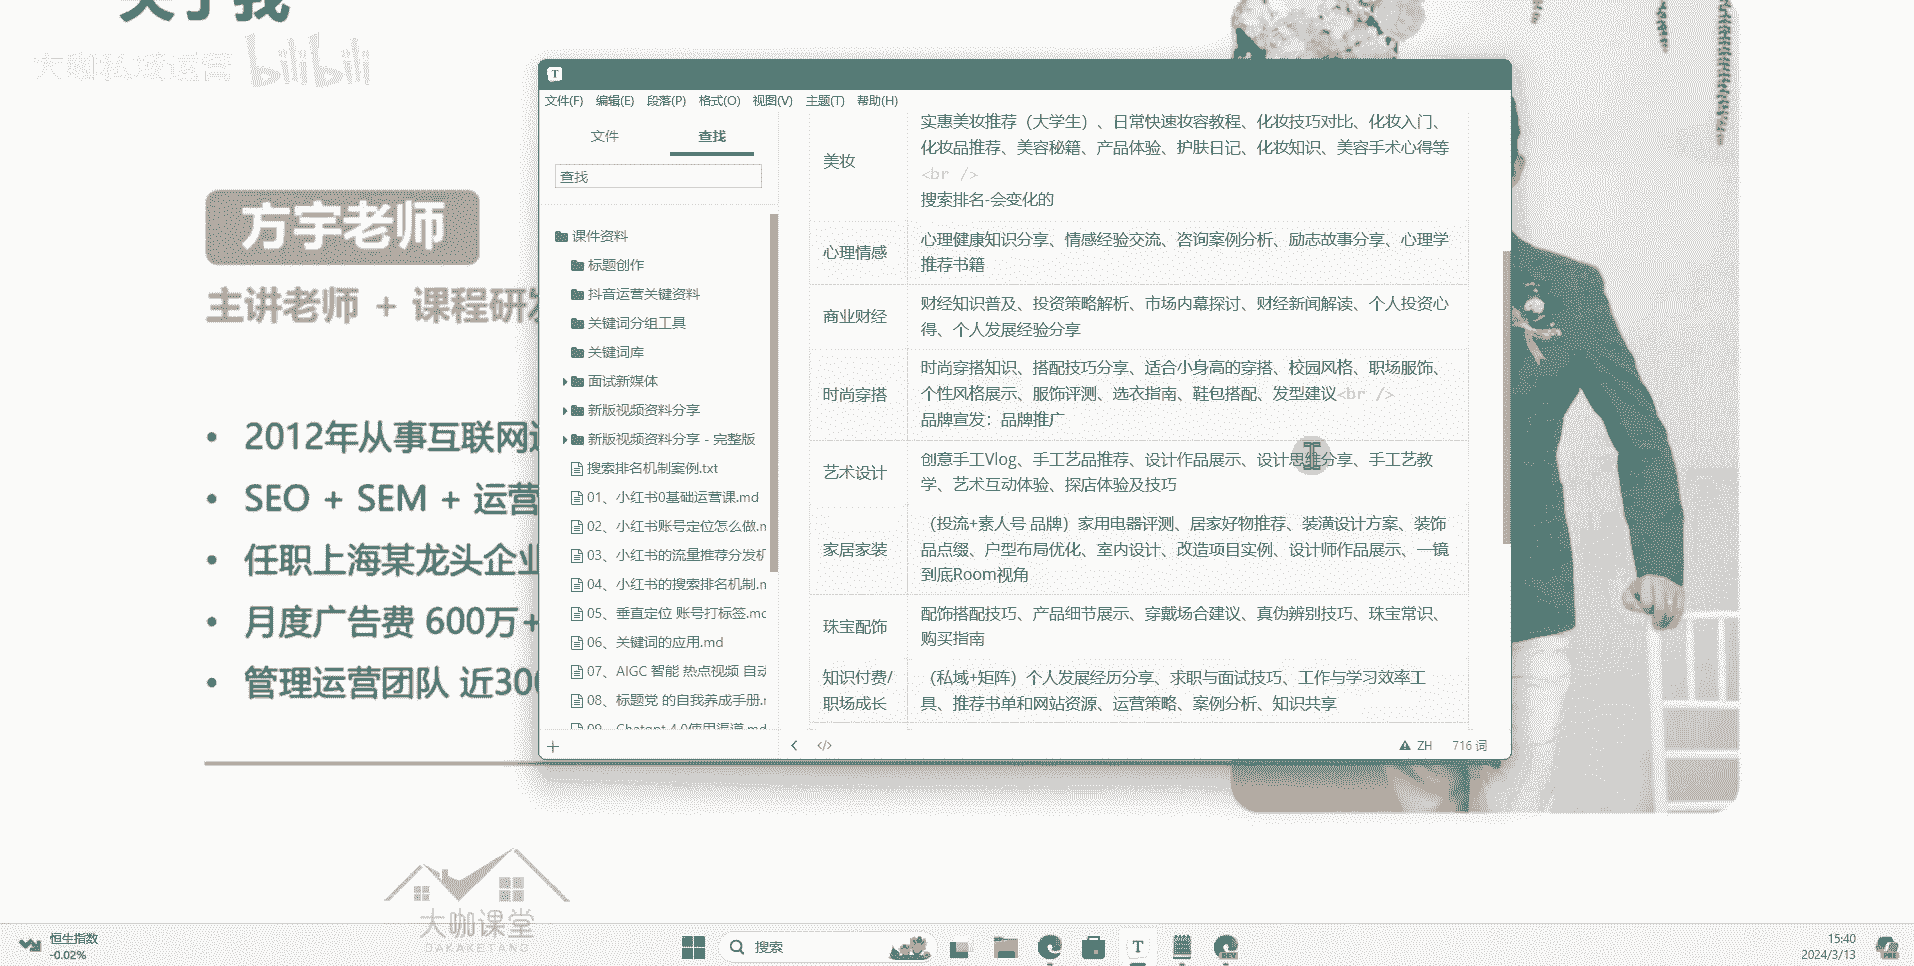 关于我
大咖私域运营 bilibili
方宇老师
主讲老师 + 课程研发
• 2012年从事互联网
• SEO + SEM + 运营
• 任职上海某龙头企业
• 月度广告费 600万+
• 管理运营团队 近300
文件(F) 编辑(E) 段落(P) 格式(O) 视图(V) 主题(T) 帮助(H)
文件 查找
查找
课件资料
标题创作
抖音运营关键资料
关键词分组工具
关键词库
面试新媒体
新版视频资料分享
新版视频资料分享 - 完整版
搜索排名机制案例.txt
01、小红书0基础运营课.md
02、小红书账号定位怎么做.m
03、小红书的流量推荐分发机
04、小红书的搜索排名机制.m
05、垂直定位 账号打标签.mc
06、关键词的应用.md
07、AIGC 智能 热点视频 自动
08、标题党 的自我养成手册.r
09、Chatgpt 4.0使用渠道.md
美妆
实惠美妆推荐（大学生）、日常快速妆容教程、化妆技巧对比、化妆入门、
化妆品推荐、美容秘籍、产品体验、护肤日记、化妆知识、美容手术心得等
<br />
搜索排名-会变化的
心理情感
心理健康知识分享、情感经验交流、咨询案例分析、励志故事分享、心理学
推荐书籍
商业财经
财经知识普及、投资策略解析、市场内幕探讨、财经新闻解读、个人投资心
得、个人发展经验分享
时尚穿搭
时尚穿搭知识、搭配技巧分享、适合小身高的穿搭、校园风格、职场服饰、
个性风格展示、服饰评测、选衣指南、鞋包搭配、发型建议<br />
品牌宣发：品牌推广
艺术设计
创意手工Vlog、手工艺品推荐、设计作品展示、设计思维分享、手工艺教
学、艺术互动体验、探店体验及技巧
家居家装
（投流+素人号 品牌）家用电器评测、居家好物推荐、装潢设计方案、装饰
品点缀、户型布局优化、室内设计、改造项目实例、设计师作品展示、一镜
到底Room视角
珠宝配饰
配饰搭配技巧、产品细节展示、穿戴场合建议、真伪辨别技巧、珠宝常识、
购买指南
知识付费/
职场成长
（私域+矩阵）个人发展经历分享、求职与面试技巧、工作与学习效率工
具、推荐书单和网站资源、运营策略、案例分析、知识共享
ZH 716 词
大咖课堂
DAKAKETANG
恒生指数
-0.02%
搜索
15:40
2024/3/13